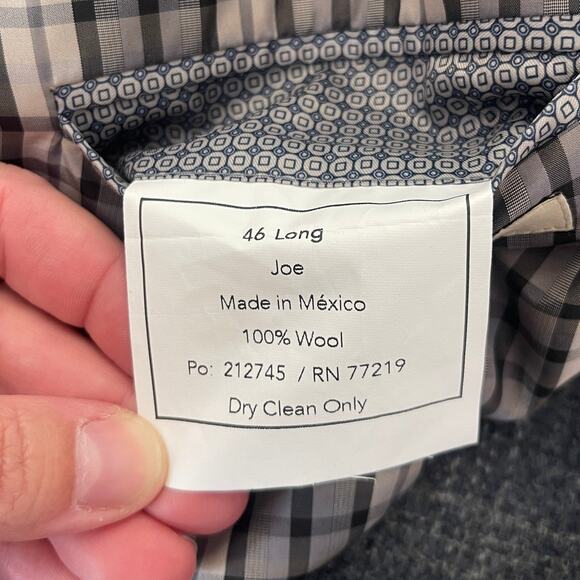 46 Long
Joe
Made in México
100% Wool
Po: 212745 / RN 77219
Dry Clean Only